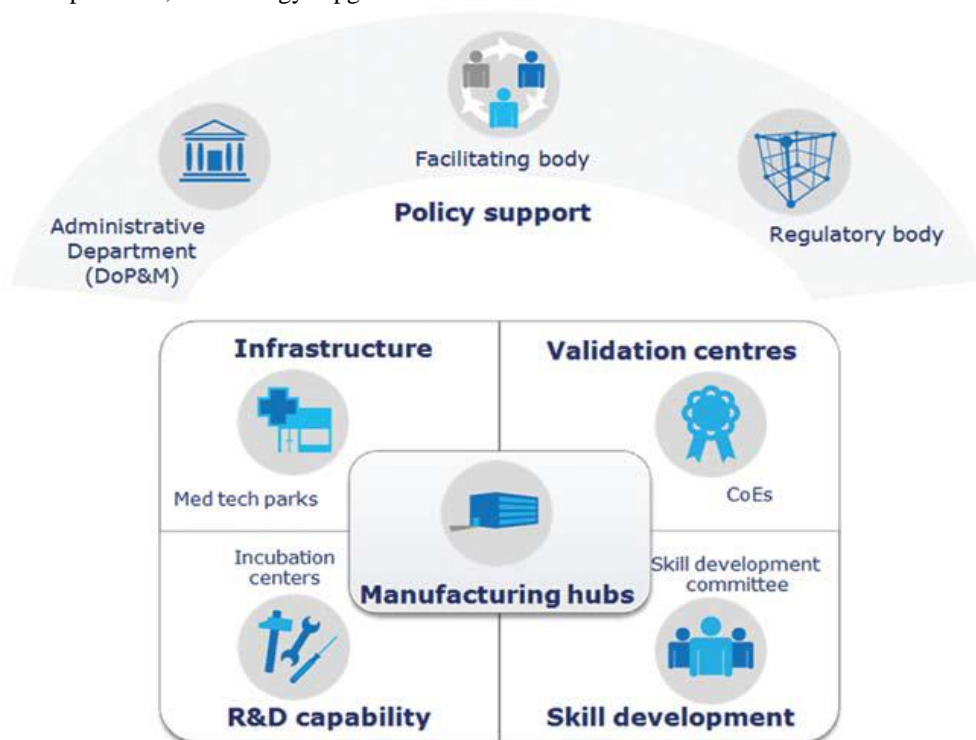 Facilitating body
Policy support
Administrative
Department
(DoP&M)
Regulatory body
Infrastructure
Med tech parks
Validation centres
CoEs
Manufacturing hubs
Incubation
centers
R&D capability
Skill development
committee
Skill development